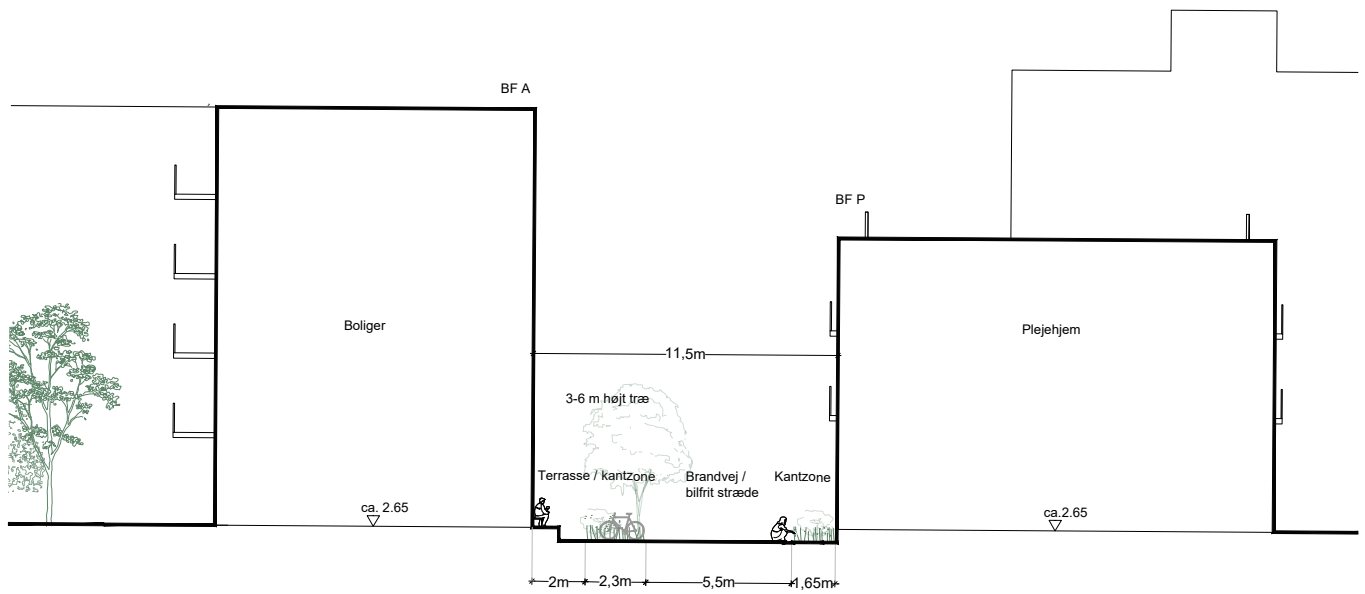 BF A
BF P
Boliger
Plejehjem
11,5m
3-6 m højt træ
Terrasse / kantzone
Brandvej /
bilfrit stræde
Kantzone
ca. 2.65
ca.2.65
2m
2,3m
5,5m
1,65m